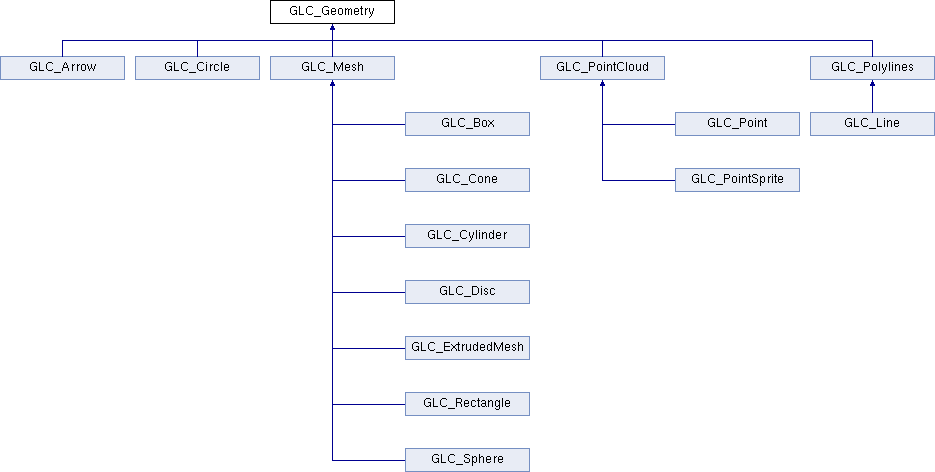 GLC_Geometry
GLC_Arrow
GLC_Circle
GLC_Mesh
GLC_PointCloud
GLC_Polylines
GLC_Box
GLC_Point
GLC_Line
GLC_Cone
GLC_PointSprite
GLC_Cylinder
GLC_Disc
GLC_ExtrudedMesh
GLC_Rectangle
GLC_Sphere